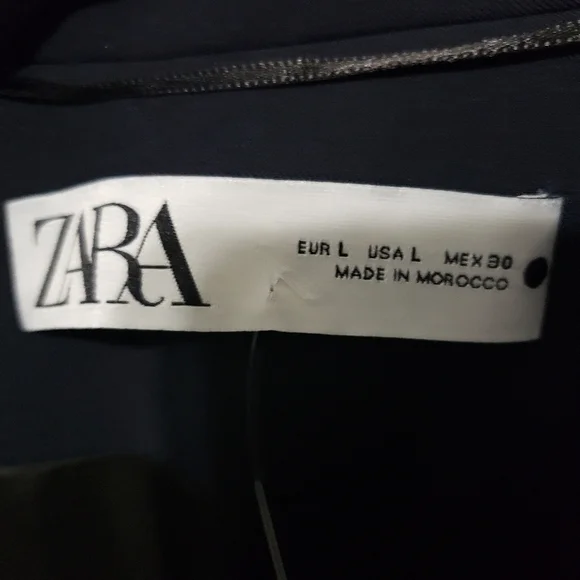 ZARA
EUR L USA L MEX 30
MADE IN MOROCCO